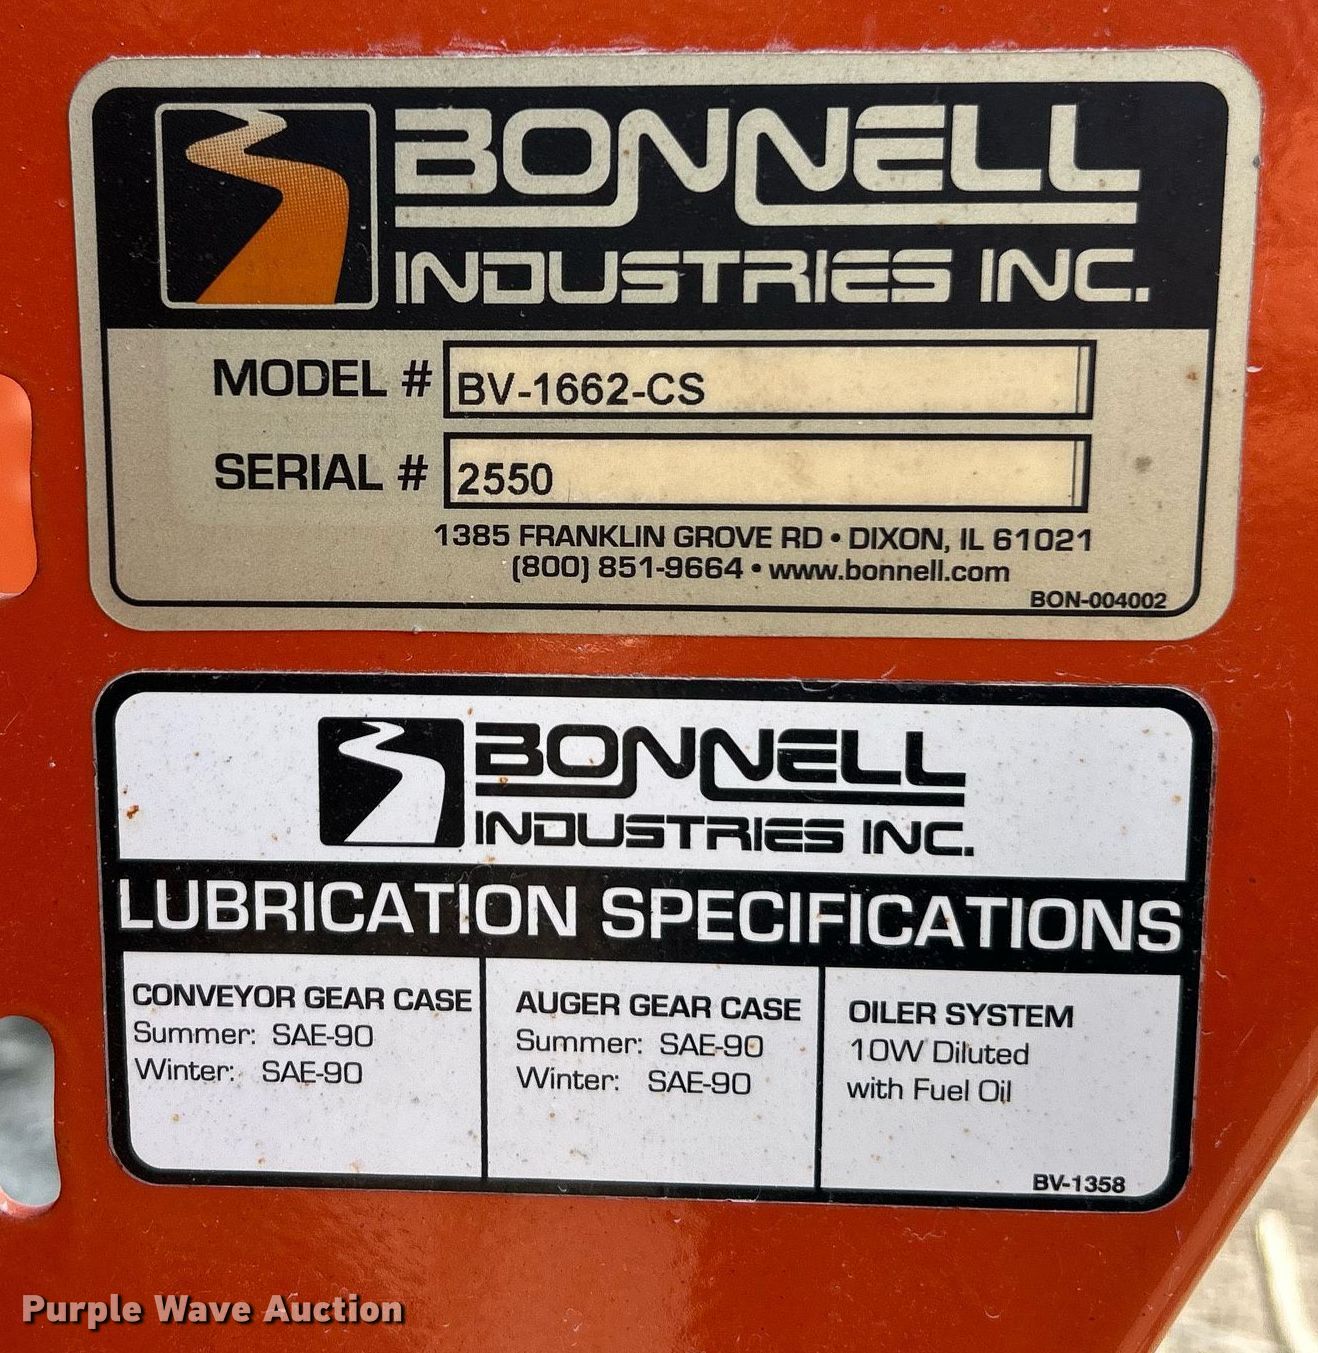 BONNELL
INDUSTRIES INC.
MODEL # BV-1662-CS
SERIAL # 2550
1385 FRANKLIN GROVE RD • DIXON, IL 61021
(800) 851-9664 • www.bonnell.com
BON-004002
BONNELL
INDUSTRIES INC.
LUBRICATION SPECIFICATIONS
CONVEYOR GEAR CASE
Summer: SAE-90
Winter: SAE-90
AUGER GEAR CASE
Summer: SAE-90
Winter: SAE-90
OILER SYSTEM
10W Diluted
with Fuel Oil
BV-1358
Purple Wave Auction